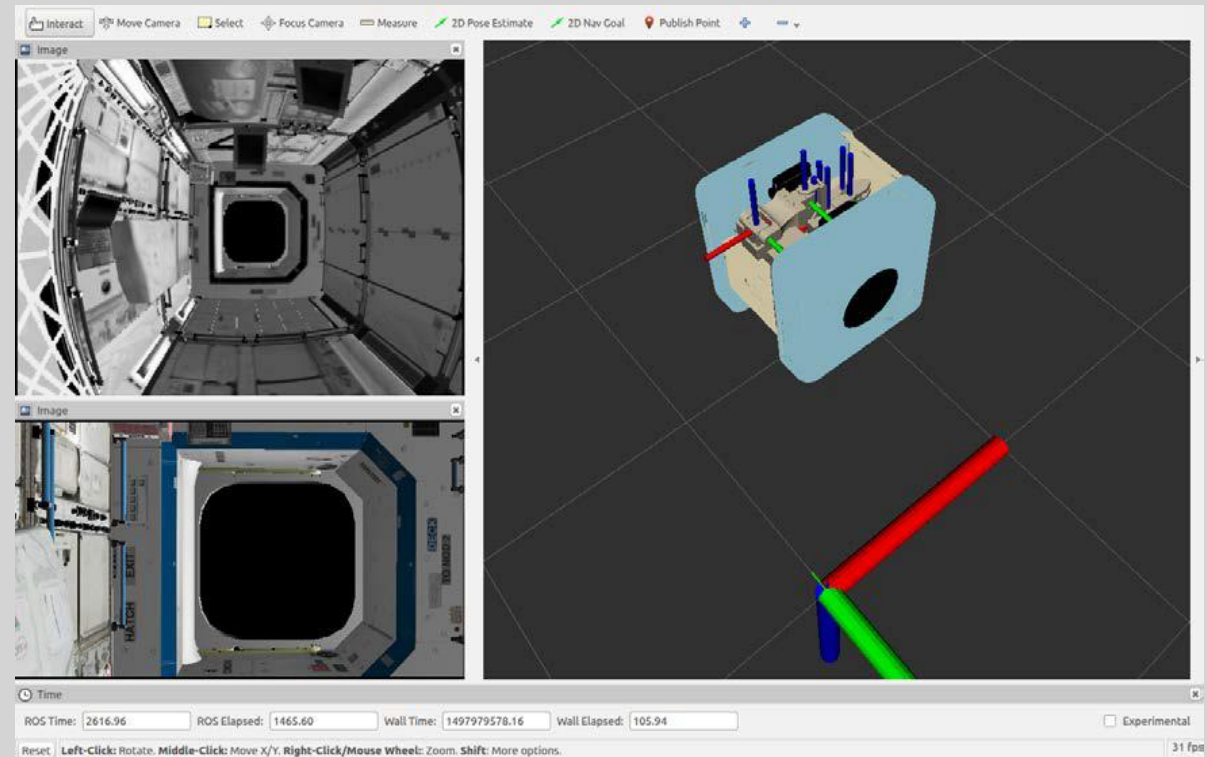 Interact Move Camera Select Focus Camera Measure 2D Pose Estimate 2D Nav Goal Publish Point
Image
Image
HATCH EXIT
DECK
Time
ROS Time: 2616.96 ROS Elapsed: 1465.60 Wall Time: 1497979578.16 Wall Elapsed: 105.94 Experimental
Reset Left-Click: Rotate. Middle-Click: Move X/Y. Right-Click/Mouse Wheel: Zoom. Shift: More options. 31 fps